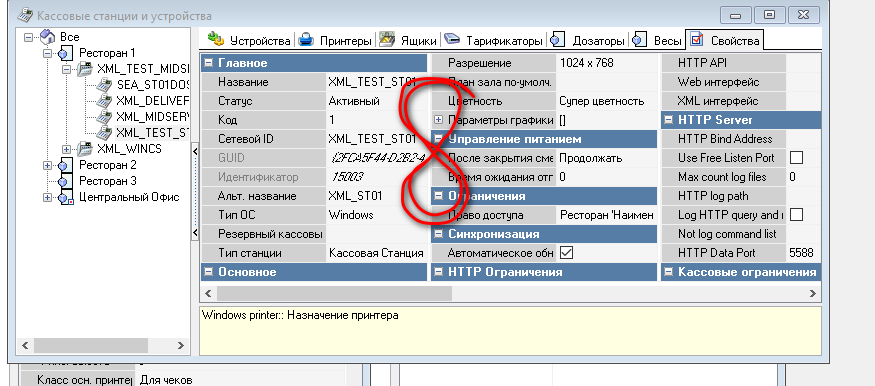 Кассовые станции и устройства
Все
Ресторан 1
XML_TEST_MIDSI
SEA_ST01DOS
XML_DELIVEF
XML_MIDSERV
XML_TEST_ST
XML_WINCS
Ресторан 2
Ресторан 3
Центральный Офис
Устройства Принтеры Ящики Тарификаторы Дозаторы Весы Свойства
Главное
Название XML_TEST_ST01
Статус Активный
Код 1
Сетевой ID XML_TEST_ST01
GUID {2FCA5F44-D2B2-4
Идентификатор 15003
Альт. название XML_ST01
Тип ОС Windows
Резервный кассовы
Тип станции Кассовая Станция
Основное
Разрешение 1024 x 768
План зала по-умолч.
Цветность Супер цветность
Параметры графики []
Управление питанием
После закрытия сме Продолжать
Время ожидания отг 0
Ограничения
Право доступа Ресторан 'Наимен
Синхронизация
Автоматическое обн
HTTP Ограничения
HTTP API
Web интерфейс
XML интерфейс
HTTP Server
HTTP Bind Address
Use Free Listen Port
Max count log files 0
HTTP log path
Log HTTP query and r
Not log command list
HTTP Data Port 5588
Кассовые ограничения
8
Windows printer:: Назначение принтера
Класс осн. принтер Для чеков